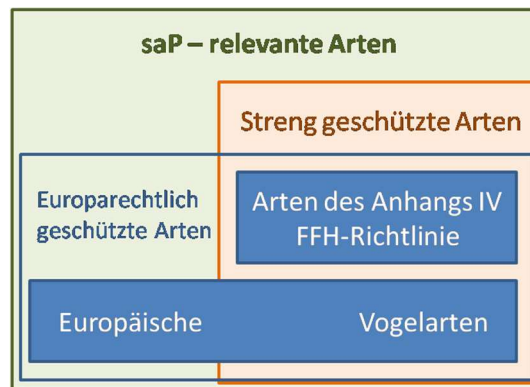 saP – relevante Arten
Streng geschützte Arten
Europarechtlich
geschützte Arten
Arten des Anhangs IV
FFH-Richtlinie
Europäische Vogelarten